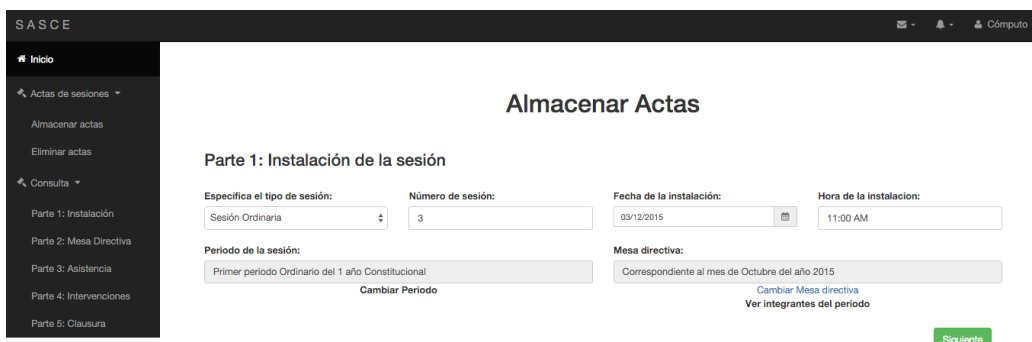 SASCE
Cómputo
Inicio
Actas de sesiones
Almacenar actas
Eliminar actas
Consulta
Parte 1: Instalación
Parte 2: Mesa Directiva
Parte 3: Asistencia
Parte 4: Intervenciones
Parte 5: Clausura
Almacenar Actas
Parte 1: Instalación de la sesión
Especifica el tipo de sesión: Número de sesión: Fecha de la instalación: Hora de la instalacion:
Sesión Ordinaria 3 03/12/2015 11:00 AM
Periodo de la sesión: Mesa directiva:
Primer periodo Ordinario del 1 año Constitucional Correspondiente al mes de Octubre del año 2015
Cambiar Periodo Cambiar Mesa directiva
Ver integrantes del periodo
Siguiente